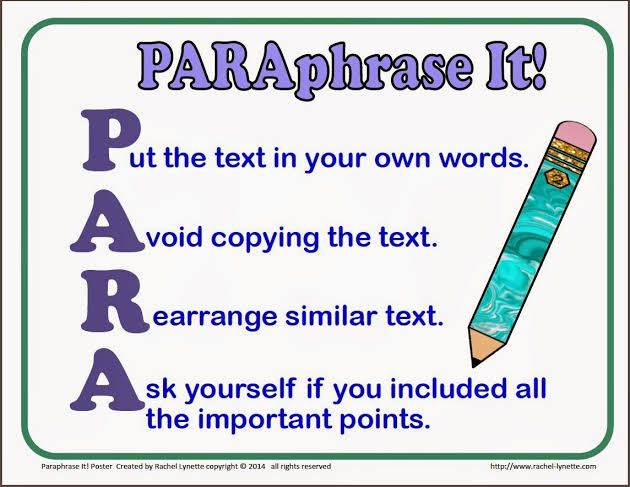 PARAphrase It!
Put the text in your own words.
Avoid copying the text.
Rearrange similar text.
Ask yourself if you included all
the important points.
2
Paraphrase It! Poster Created by Rachel Lynette copyright © 2014 all rights reserved
http://www.rachel-lynette.com